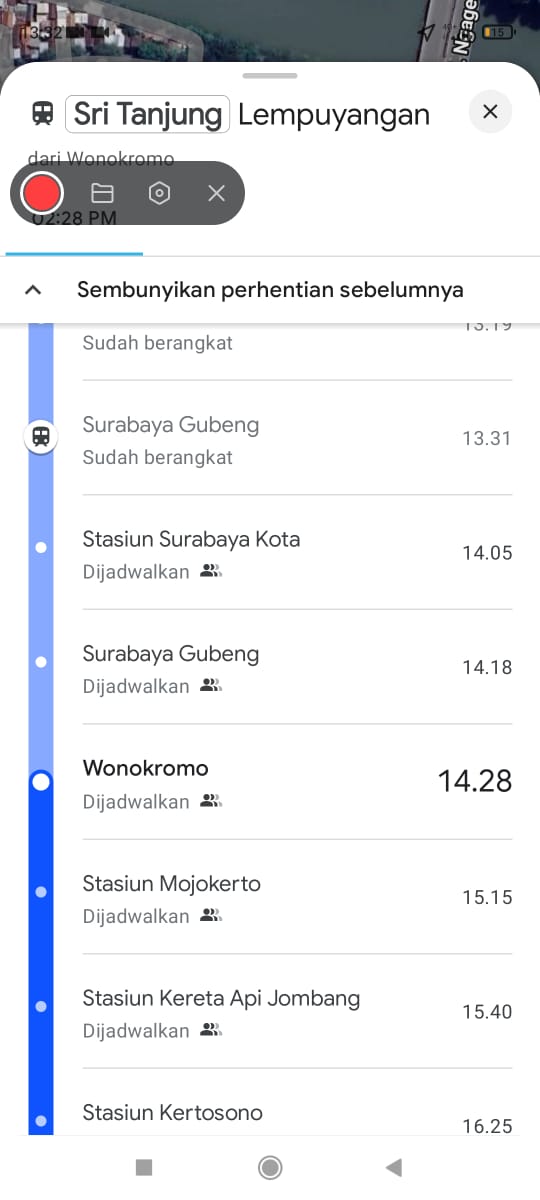 13:32
Ngage
15
Sri Tanjung Lempuyangan
dari Wonokromo
02:28 PM
Sembunyikan perhentian sebelumnya
13.19
Sudah berangkat
Surabaya Gubeng
13.31
Sudah berangkat
Stasiun Surabaya Kota
14.05
Dijadwalkan
Surabaya Gubeng
14.18
Dijadwalkan
Wonokromo
14.28
Dijadwalkan
Stasiun Mojokerto
15.15
Dijadwalkan
Stasiun Kereta Api Jombang
15.40
Dijadwalkan
Stasiun Kertosono
16.25